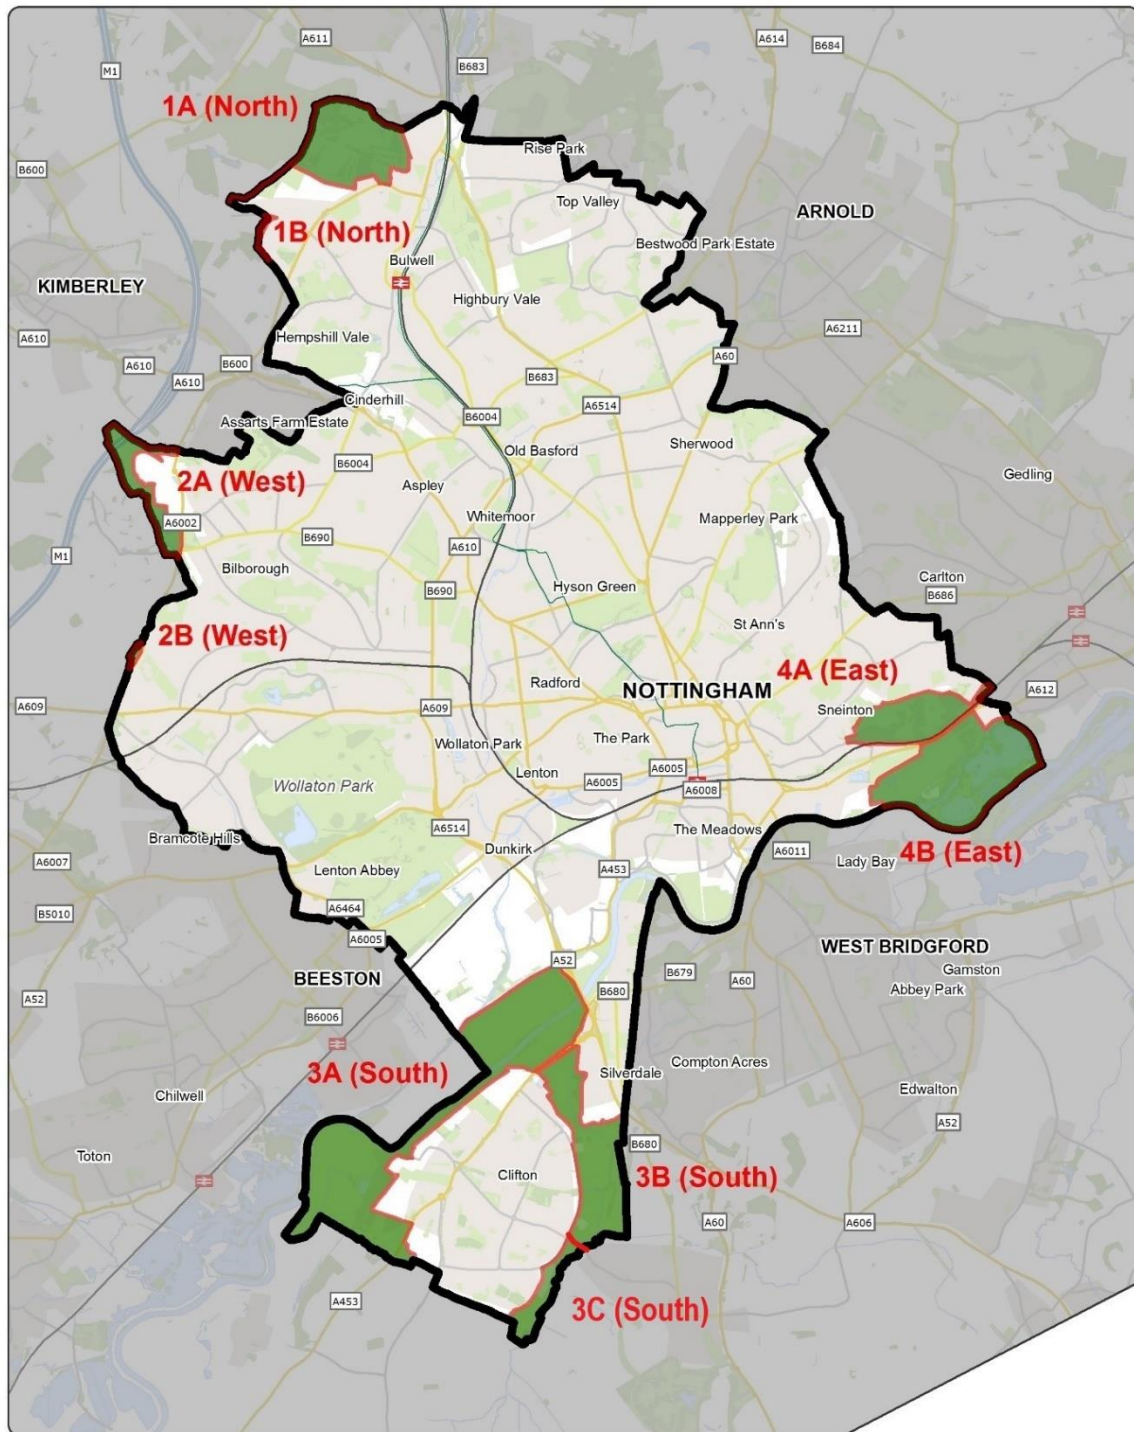 A611
A614
B684
B683
M1
1A (North)
Rise Park
B600
Top Valley
ARNOLD
1B (North)
Bestwood Park Estate
Bulwell
KIMBERLEY
Highbury Vale
A6211
Hempshill Vale
A610
A60
B600
A610
A610
B683
Cinderhill
A6514
B6004
Assarts Farm Estate
Sherwood
Old Basford
B6004
Gedling
2A (West)
Aspley
Whitemoor
Mapperley Park
A6002
B690
A610
M1
Bilborough
Carlton
Hyson Green
B690
B686
St Ann's
2B (West)
4A (East)
Radford
NOTTINGHAM
A612
A609
A609
Sneinton
The Park
Wollaton Park
A6005
Lenton
A6005
Wollaton Park
A6008
A6514
The Meadows
Bramcote Hills
Dunkirk
A6011
4B (East)
A6007
Lady Bay
Lenton Abbey
A453
A6464
B5010
A6005
WEST BRIDGFORD
A52
Gamston
BEESTON
B679
A60
Abbey Park
A52
B680
B6006
Compton Acres
3A (South)
Silverdale
Chilwell
Edwalton
A52
B680
Toton
Clifton
3B (South)
A60
A606
A453
3C (South)